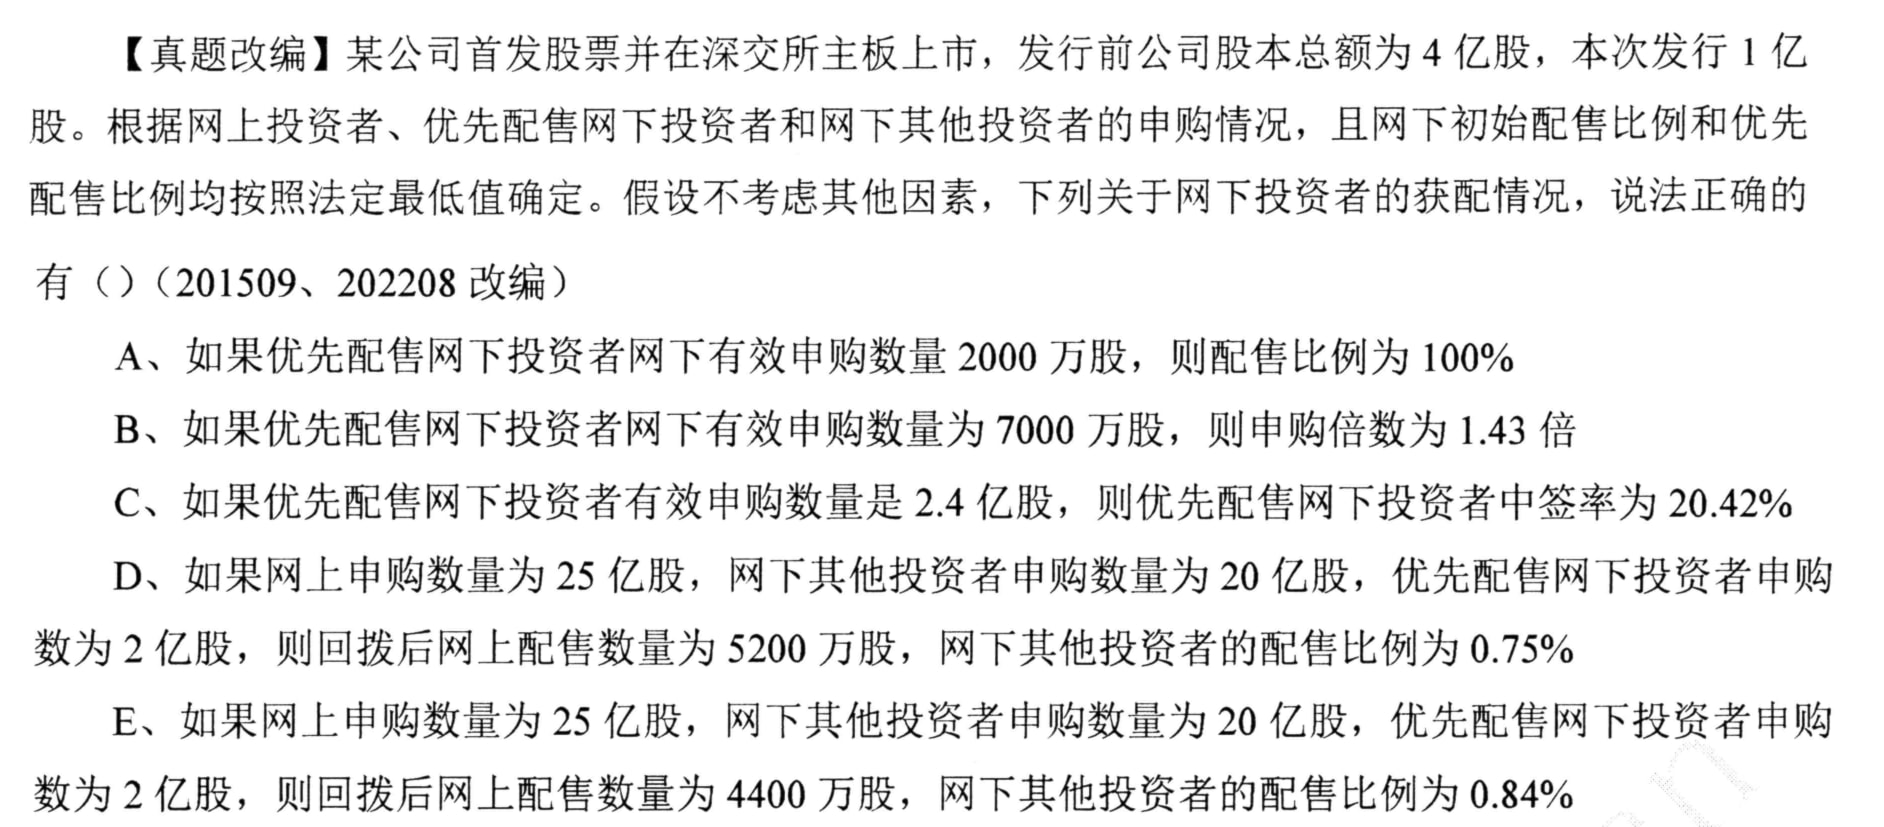 【真题改编】某公司首发股票并在深交所主板上市，发行前公司股本总额为 4 亿股，本次发行 1 亿
股。根据网上投资者、优先配售网下投资者和网下其他投资者的申购情况，且网下初始配售比例和优先
配售比例均按照法定最低值确定。假设不考虑其他因素，下列关于网下投资者的获配情况，说法正确的
有（）（201509、202208 改编）
A、如果优先配售网下投资者网下有效申购数量 2000 万股，则配售比例为 100%
B、如果优先配售网下投资者网下有效申购数量为 7000 万股，则申购倍数为 1.43 倍
C、如果优先配售网下投资者有效申购数量是 2.4 亿股，则优先配售网下投资者中签率为 20.42%
D、如果网上申购数量为 25 亿股，网下其他投资者申购数量为 20 亿股，优先配售网下投资者申购
数为 2 亿股，则回拨后网上配售数量为 5200 万股，网下其他投资者的配售比例为 0.75%
E、如果网上申购数量为 25 亿股，网下其他投资者申购数量为 20 亿股，优先配售网下投资者申购
数为 2 亿股，则回拨后网上配售数量为 4400 万股，网下其他投资者的配售比例为 0.84%